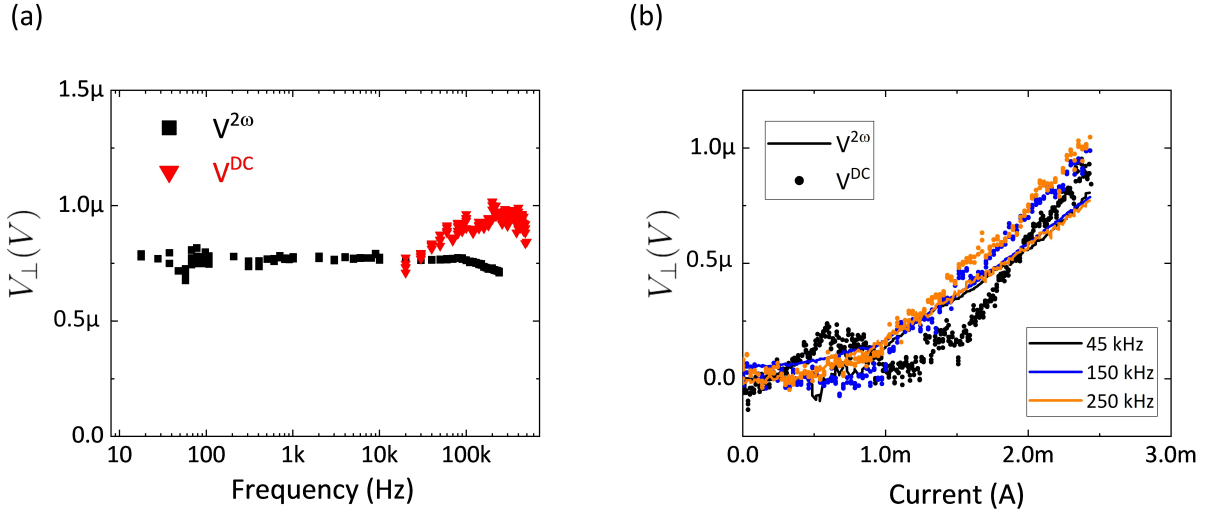 (a)
1.5µ
1.0µ
0.5µ
0.0
V⊥(V)
V2ω
VDC
10 100 1k 10k 100k
Frequency (Hz)
(b)
1.0µ
0.5µ
0.0
V⊥(V)
V2ω
VDC
45 kHz
150 kHz
250 kHz
0.0 1.0m 2.0m 3.0m
Current (A)